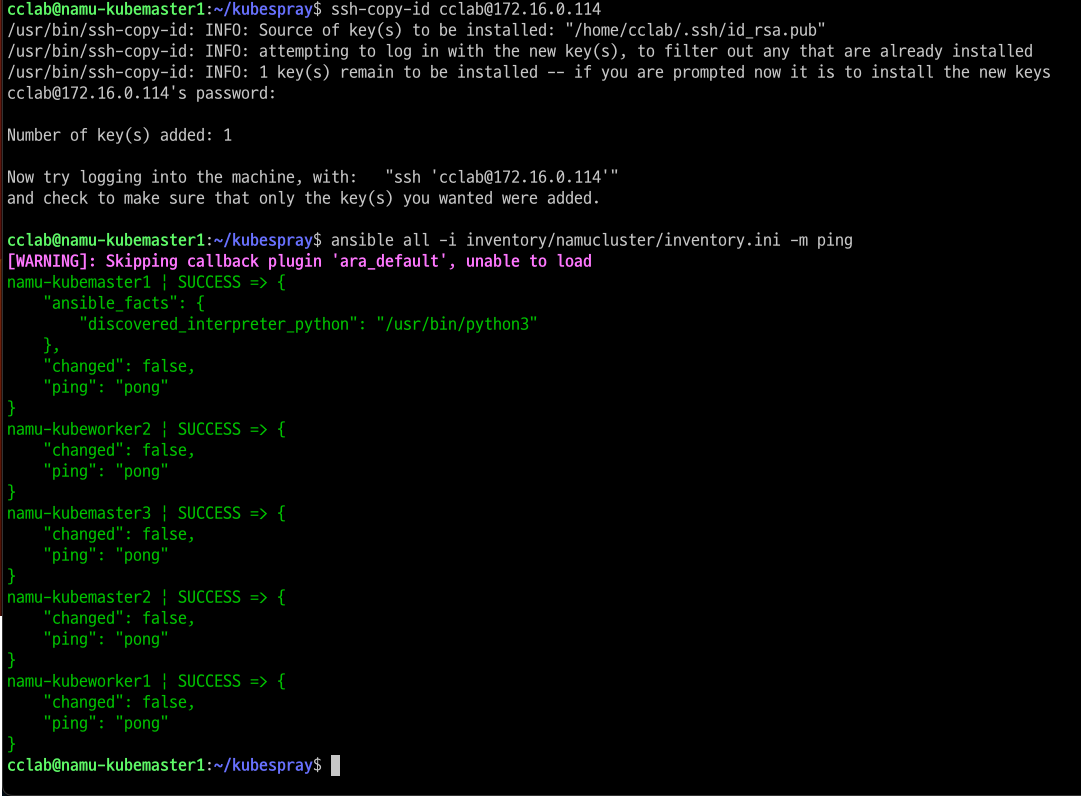 cclab@namu-kubemaster1:~/kubespray$ ssh-copy-id cclab@172.16.0.114
/usr/bin/ssh-copy-id: INFO: Source of key(s) to be installed: "/home/cclab/.ssh/id_rsa.pub"
/usr/bin/ssh-copy-id: INFO: attempting to log in with the new key(s), to filter out any that are already installed
/usr/bin/ssh-copy-id: INFO: 1 key(s) remain to be installed -- if you are prompted now it is to install the new keys
cclab@172.16.0.114's password:

Number of key(s) added: 1

Now try logging into the machine, with:   "ssh 'cclab@172.16.0.114'"
and check to make sure that only the key(s) you wanted were added.

cclab@namu-kubemaster1:~/kubespray$ ansible all -i inventory/namucluster/inventory.ini -m ping
[WARNING]: Skipping callback plugin 'ara_default', unable to load
namu-kubemaster1 | SUCCESS => {
    "ansible_facts": {
        "discovered_interpreter_python": "/usr/bin/python3"
    },
    "changed": false,
    "ping": "pong"
}
namu-kubeworker2 | SUCCESS => {
    "changed": false,
    "ping": "pong"
}
namu-kubemaster3 | SUCCESS => {
    "changed": false,
    "ping": "pong"
}
namu-kubemaster2 | SUCCESS => {
    "changed": false,
    "ping": "pong"
}
namu-kubeworker1 | SUCCESS => {
    "changed": false,
    "ping": "pong"
}
cclab@namu-kubemaster1:~/kubespray$